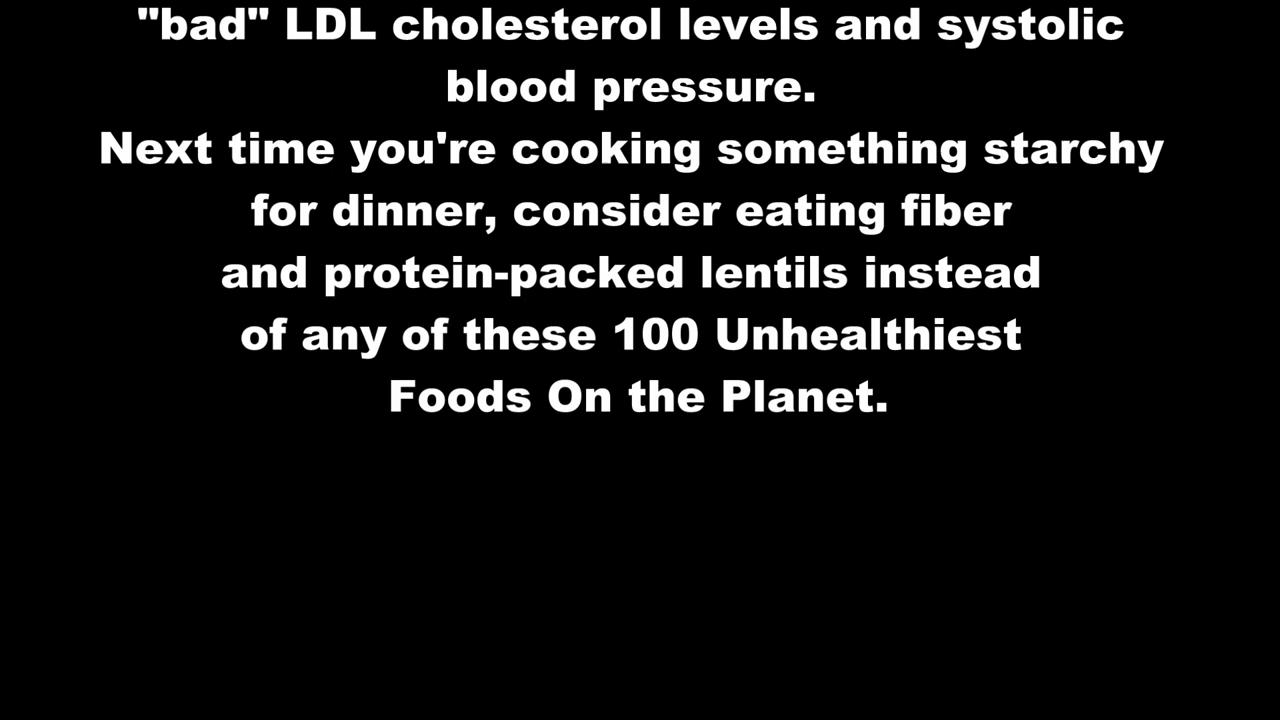 "bad" LDL cholesterol levels and systolic
blood pressure.
Next time you're cooking something starchy
for dinner, consider eating fiber
and protein-packed lentils instead
of any of these 100 Unhealthiest
Foods On the Planet.